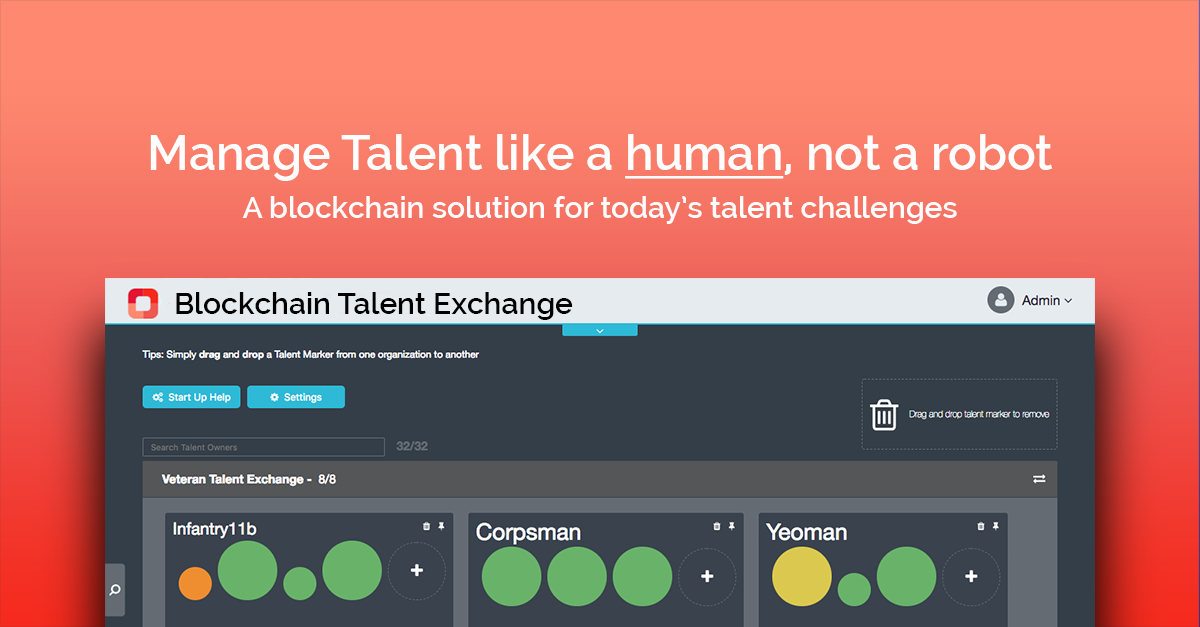 Manage Talent like a human, not a robot
A blockchain solution for today's talent challenges
Blockchain Talent Exchange
Admin
Tips: Simply drag and drop a Talent Marker from one organization to another
Start Up Help
Settings
Drag and drop talent marker to remove
Search Talent Owners
32/32
Veteran Talent Exchange - 8/8
Infantry11b
Corpsman
Yeoman